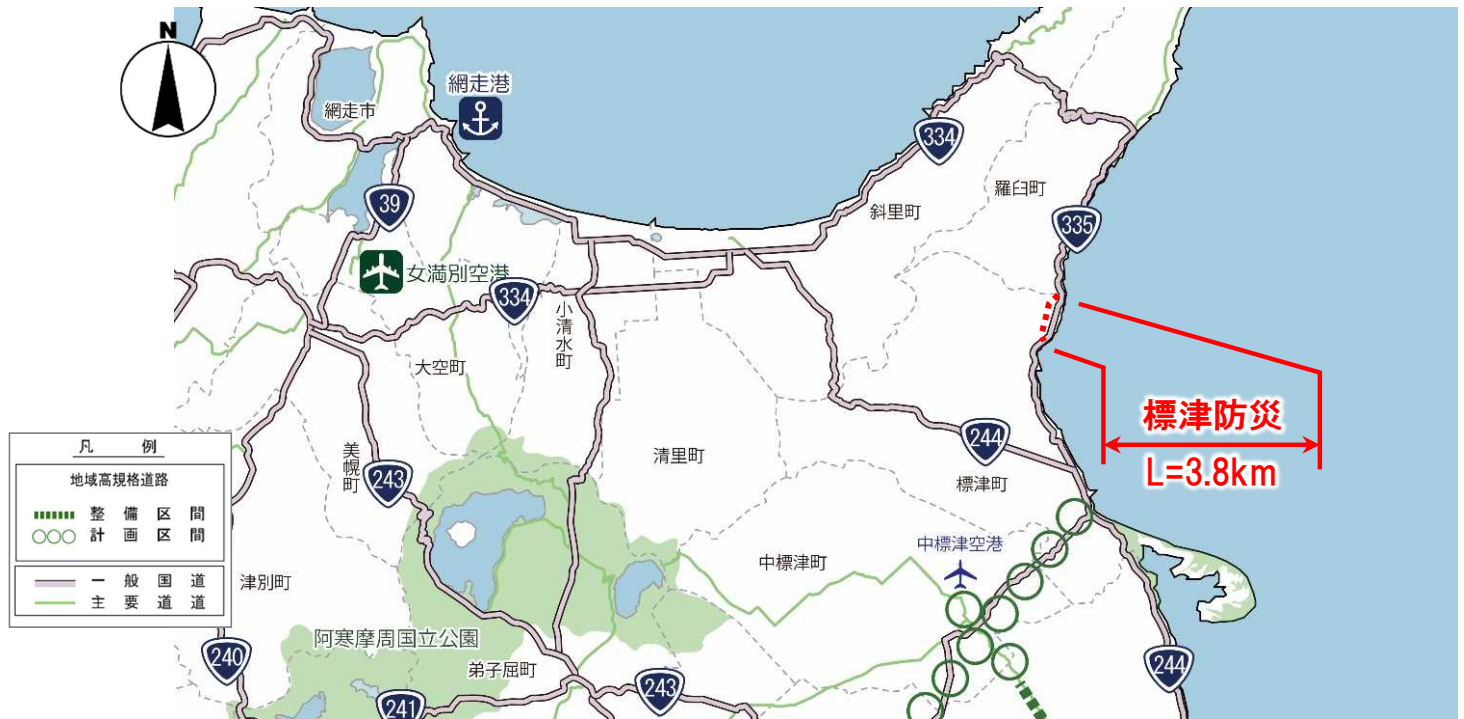 N
網走港
網走市
334
羅臼町
39
斜里町
335
女満別空港
334
小清水町
大空町
標津防災
L=3.8km
凡 例
地域高規格道路
整備区間
計画区間
一般国道
主要道道
美幌町
243
清里町
244
標津町
中標津空港
中標津町
津別町
阿寒摩周国立公園
240
弟子屈町
243
244
241